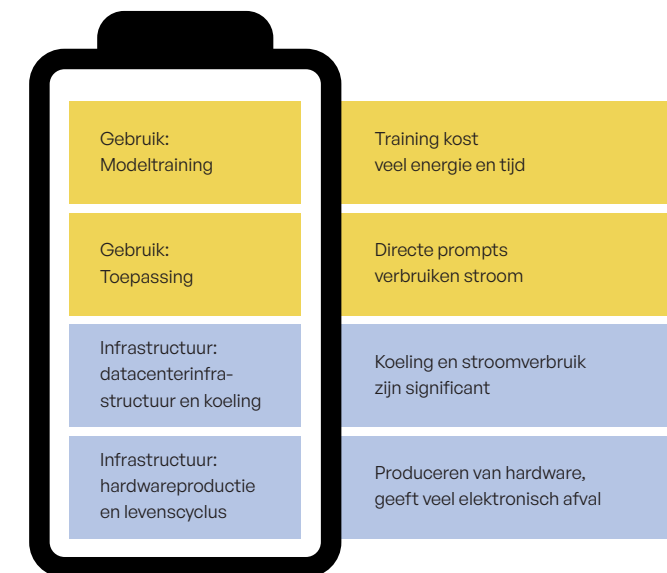 Gebruik:
Modeltraining
Training kost
veel energie en tijd
Gebruik:
Toepassing
Directe prompts
verbruiken stroom
Infrastructuur:
datacenterinfra-
structuur en koeling
Koeling en stroomverbruik
zijn significant
Infrastructuur:
hardwareproductie
en levenscyclus
Produceren van hardware,
geeft veel elektronisch afval